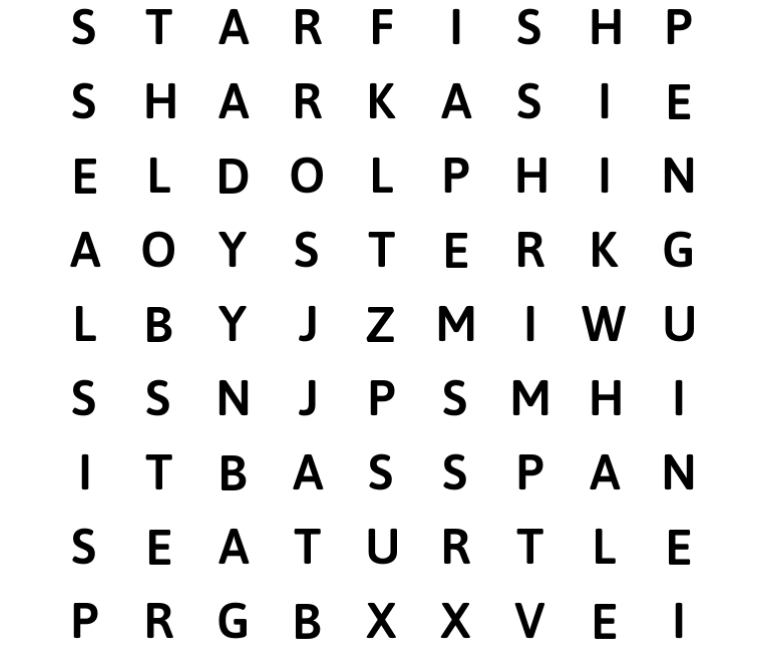 S T A R F I S H P
S H A R K A S I E
E L D O L P H I N
A O Y S T E R K G
L B Y J Z M I W U
S S N J P S M H I
I T B A S S P A N
S E A T U R T L E
P R G B X X V E I